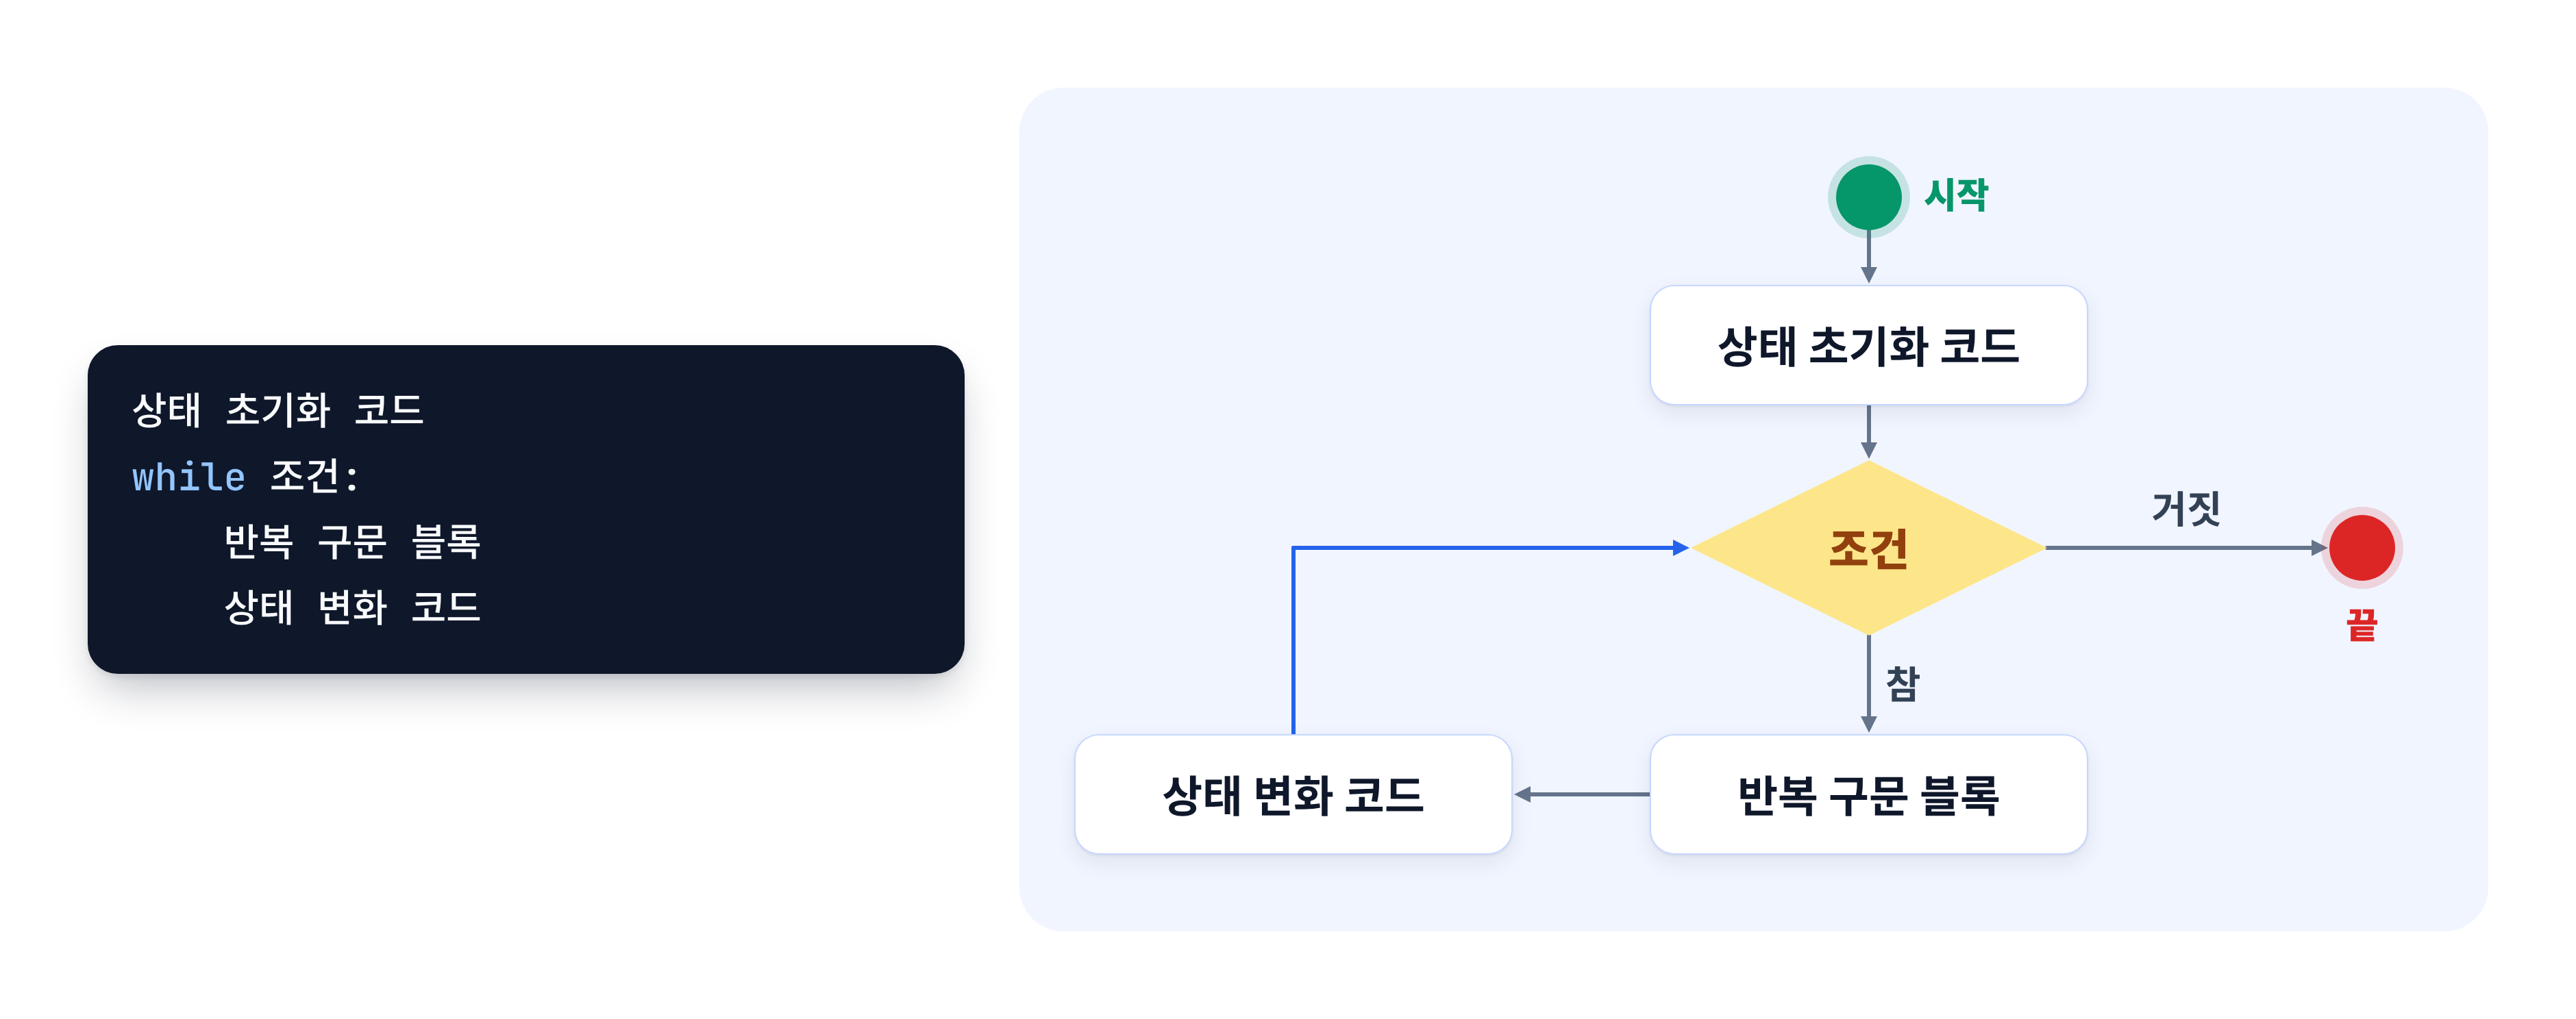 상태 초기화 코드
while 조건:
반복 구문 블록
상태 변화 코드
시작
상태 초기화 코드
조건
거짓
끝
참
상태 변화 코드
반복 구문 블록